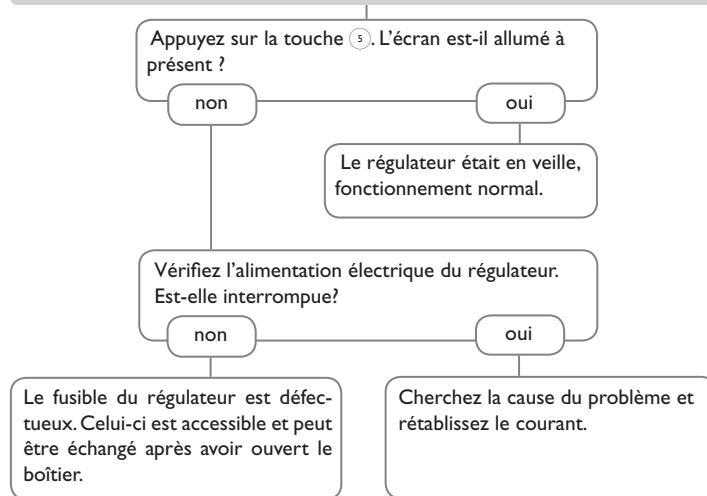 Appuyez sur la touche ⑤. L’écran est-il allumé à
présent ?
non
oui
Le régulateur était en veille,
fonctionnement normal.
Vérifiez l’alimentation électrique du régulateur.
Est-elle interrompue?
non
oui
Le fusible du régulateur est défec-
tueux. Celui-ci est accessible et peut
être échangé après avoir ouvert le
boîtier.
Cherchez la cause du problème et
rétablissez le courant.